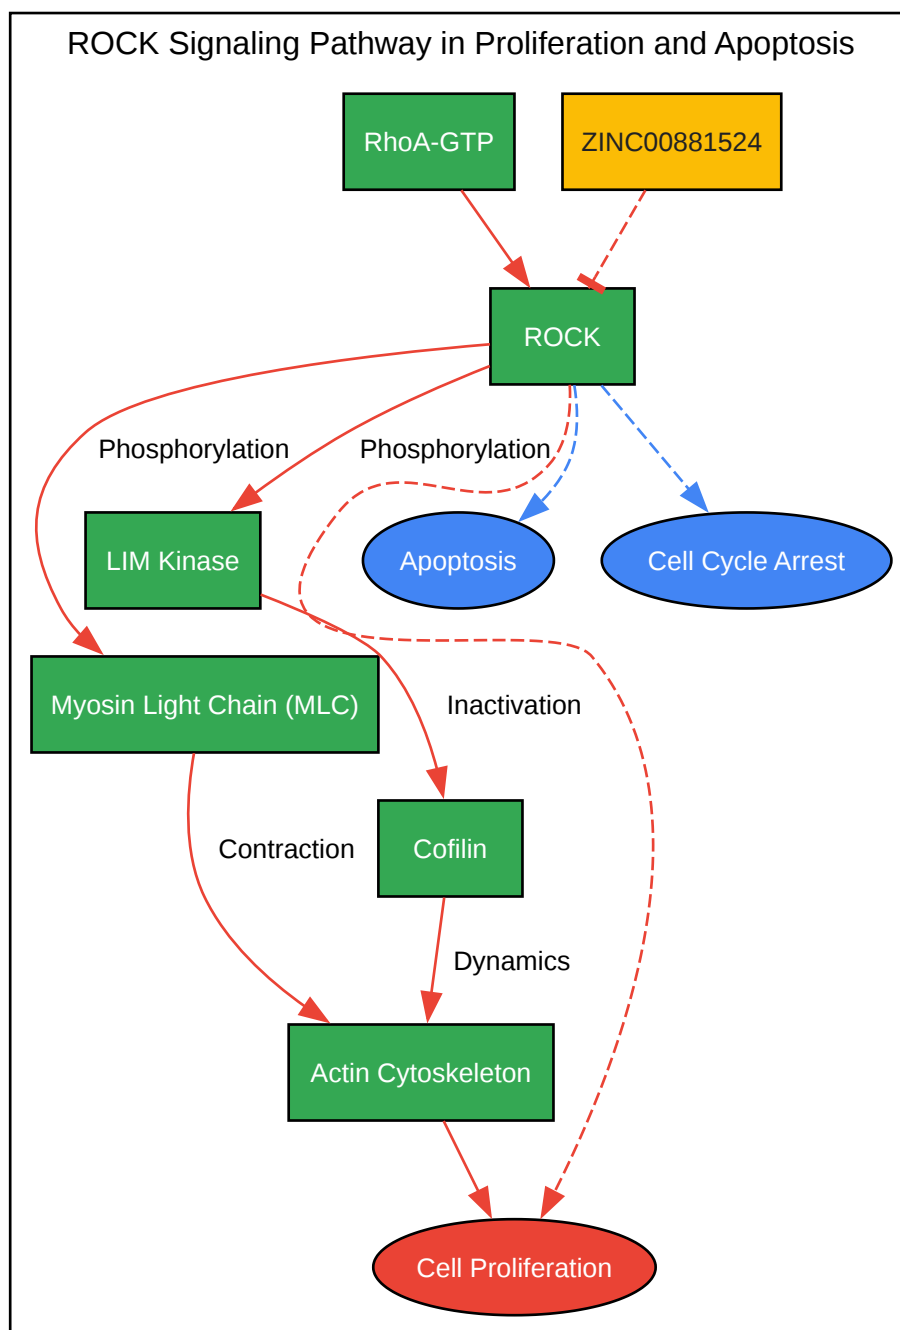 ROCK Signaling Pathway in Proliferation and Apoptosis
RhoA-GTP
ZINC00881524
ROCK
Phosphorylation
Phosphorylation
LIM Kinase
Apoptosis
Cell Cycle Arrest
Myosin Light Chain (MLC)
Inactivation
Contraction
Cofilin
Dynamics
Actin Cytoskeleton
Cell Proliferation